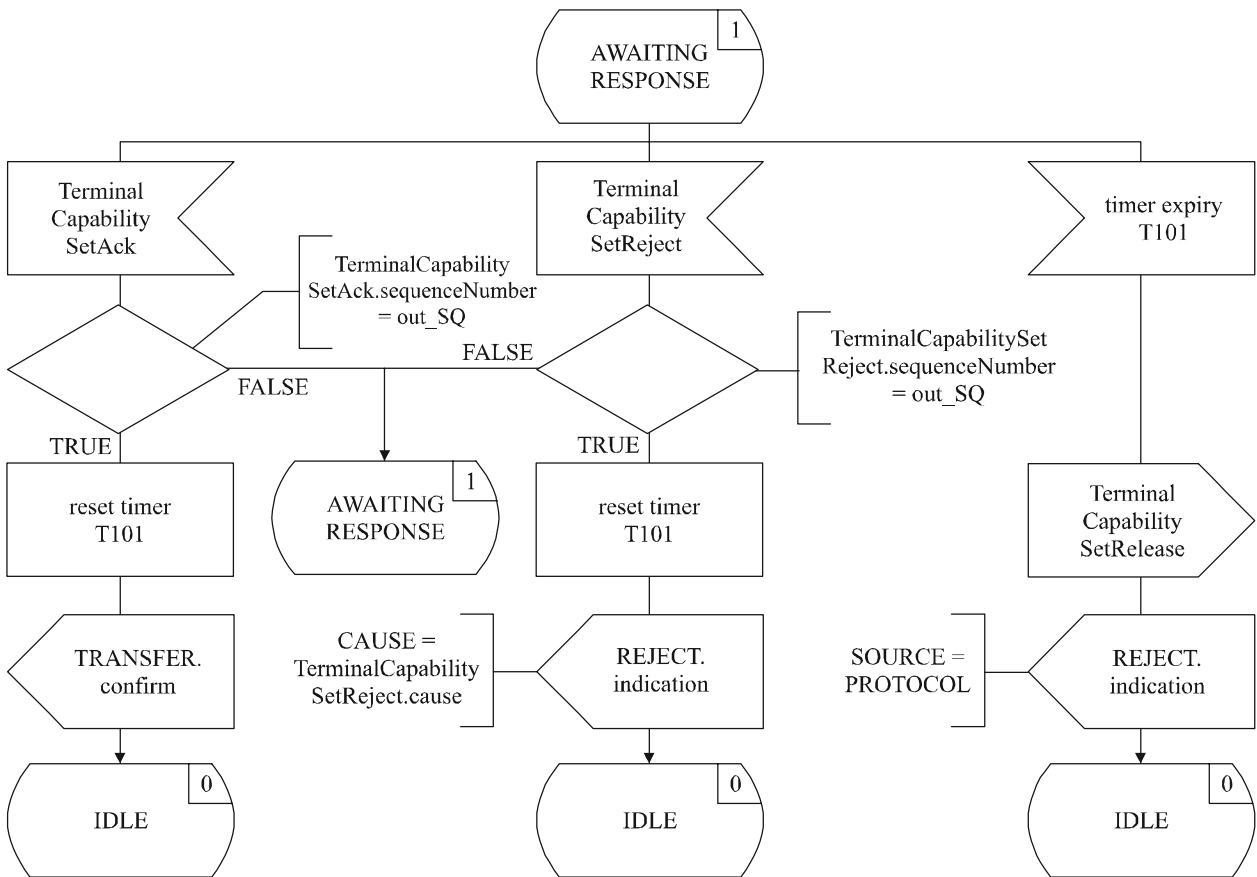 1
AWAITING
RESPONSE
Terminal
Capability
SetAck
Terminal
Capability
SetReject
timer expiry
T101
TerminalCapability
SetAck.sequenceNumber
= out_SQ
TerminalCapabilitySet
Reject.sequenceNumber
= out_SQ
FALSE
FALSE
TRUE
TRUE
reset timer
T101
1
AWAITING
RESPONSE
reset timer
T101
Terminal
Capability
SetRelease
TRANSFER.
confirm
CAUSE =
TerminalCapability
SetReject.cause
REJECT.
indication
SOURCE =
PROTOCOL
REJECT.
indication
0
IDLE
0
IDLE
0
IDLE